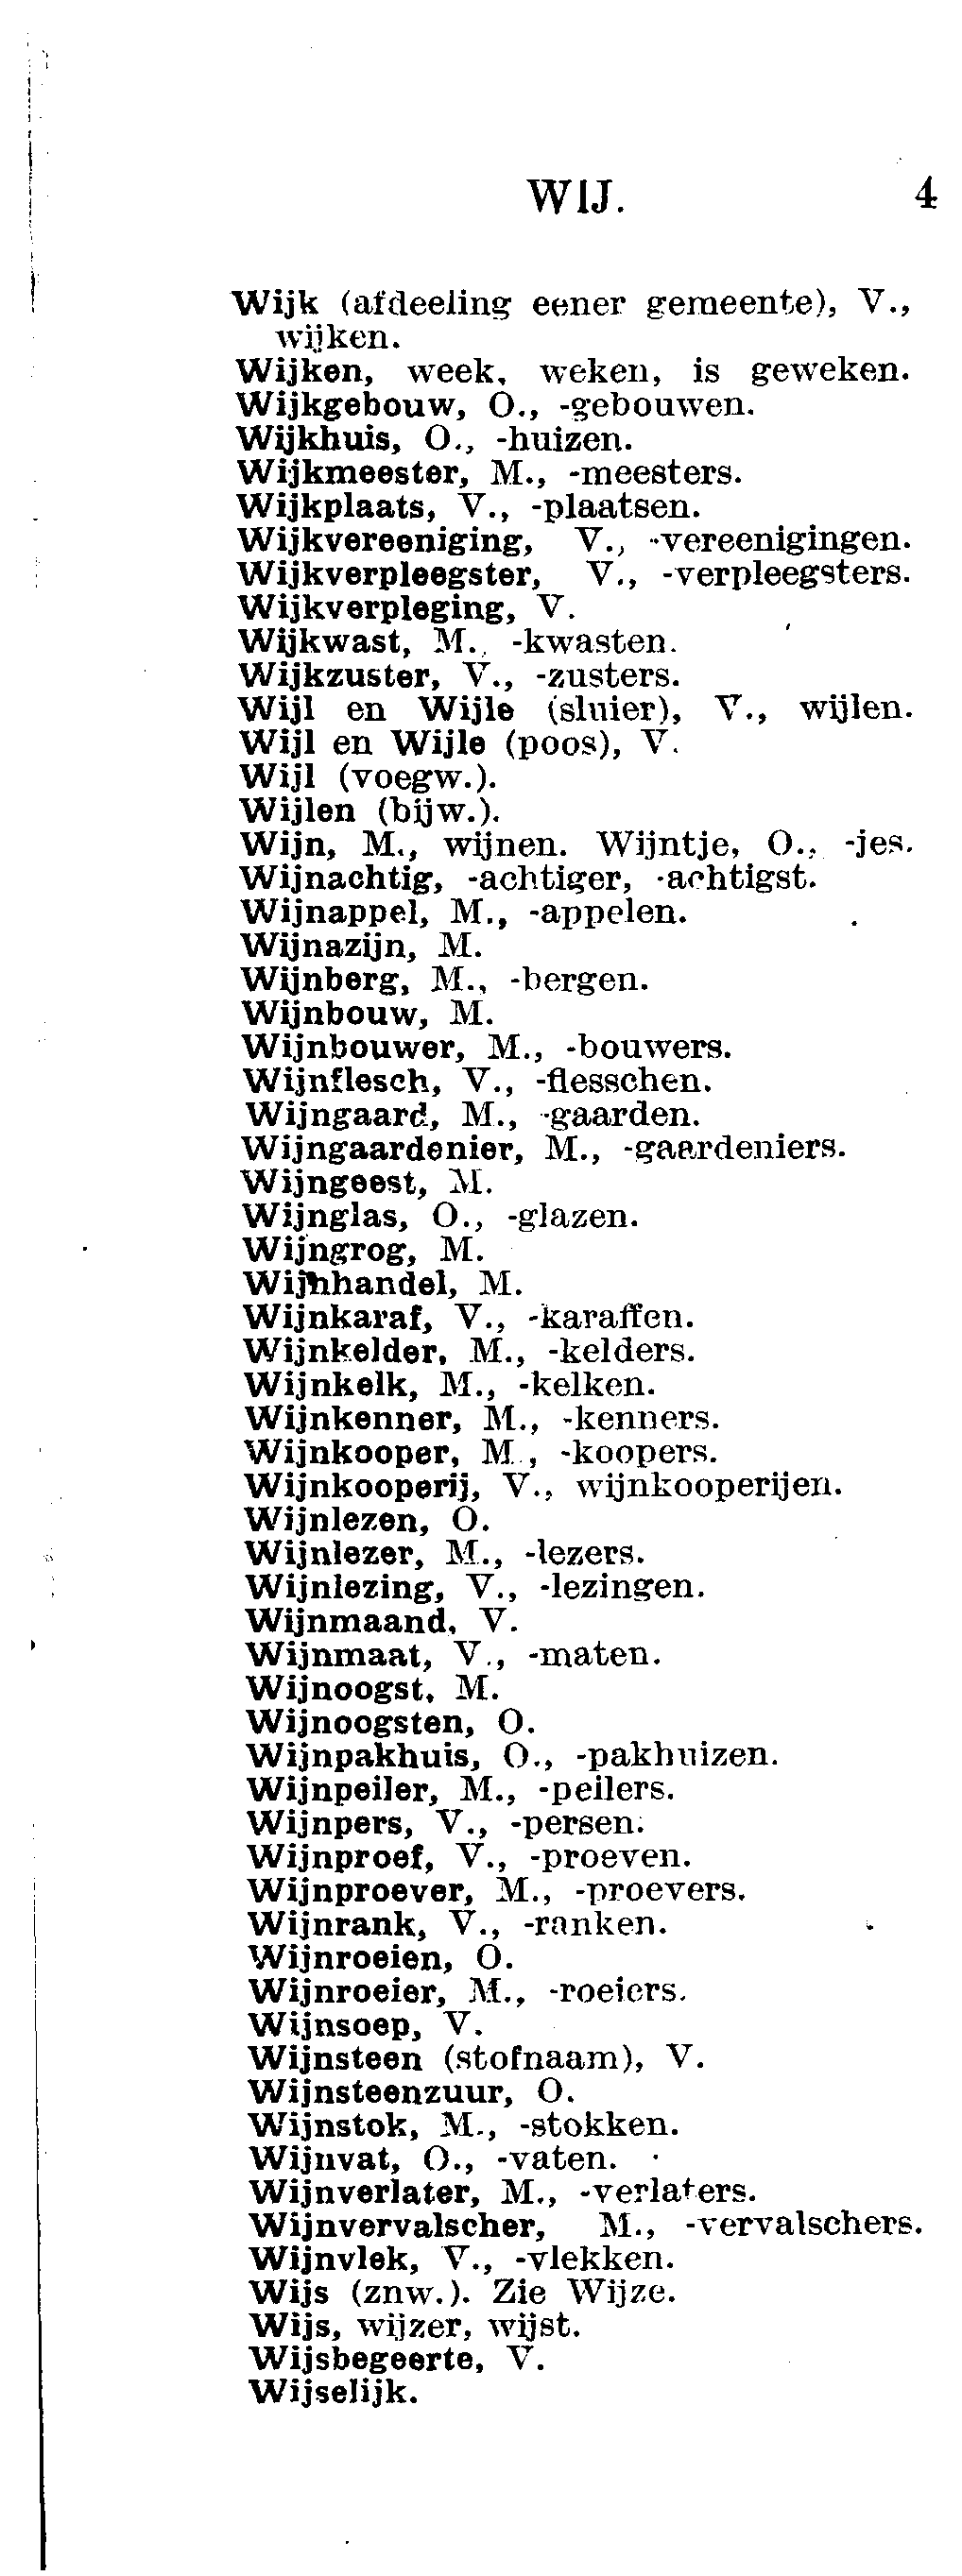 WIJ. 4
Wijk (afdeeling eener gemeente), V.,
wijken.
Wijken, week, weken, is geweken.
Wijkgebouw, O., -gebouwen.
Wijkhuis, O., -huizen.
Wijkmeester, M., -meesters.
Wijkplaats, V., -plaatsen.
Wijkvereeniging, V., -vereenigingen.
Wijkverpleegster, V., -verpleegsters.
Wijkverpleging, V.
Wijkwast, M., -kwasten.
Wijkzuster, V., -zusters.
Wijl en Wijle (sluier), V., wijlen.
Wijl en Wijle (poos), V.
Wijl (voegw.).
Wijlen (bijw.).
Wijn, M., wijnen. Wijntje, O., -jes.
Wijnachtig, -achtiger, -achtigst.
Wijnappel, M., -appelen.
Wijnazijn, M.
Wijnberg, M., -bergen.
Wijnbouw, M.
Wijnbouwer, M., -bouwers.
Wijnflesch, V., -flesschen.
Wijngaard, M., -gaarden.
Wijngaardenier, M., -gaardeniers.
Wijngeest, M.
Wijnglas, O., -glazen.
Wijngrog, M.
Wijnhandel, M.
Wijnkaraf, V., -karaffen.
Wijnkelder, M., -kelders.
Wijnkelk, M., -kelken.
Wijnkenner, M., -kenners.
Wijnkooper, M., -koopers.
Wijnkooperij, V., wijnkooperijen.
Wijnlezen, O.
Wijnlezer, M., -lezers.
Wijnlezing, V., -lezingen.
Wijnmaand, V.
Wijnmaat, V., -maten.
Wijnoogst, M.
Wijnoogsten, O.
Wijnpakhuis, O., -pakhuizen.
Wijnpeiler, M., -peilers.
Wijnpers, V., -persen.
Wijnproef, V., -proeven.
Wijnproever, M., -proevers.
Wijnrank, V., -ranken.
Wijnroeien, O.
Wijnroeier, M., -roeiers.
Wijnsoep, V.
Wijnsteen (stofnaam), V.
Wijnsteenzuur, O.
Wijnstok, M., -stokken.
Wijnvat, O., -vaten.
Wijnverlater, M., -verlaters.
Wijnvervalscher, M., -vervalschers.
Wijnvlek, V., -vlekken.
Wijs (znw.). Zie Wijze.
Wijs, wijzer, wijst.
Wijsbegeerte, V.
Wijselijk.